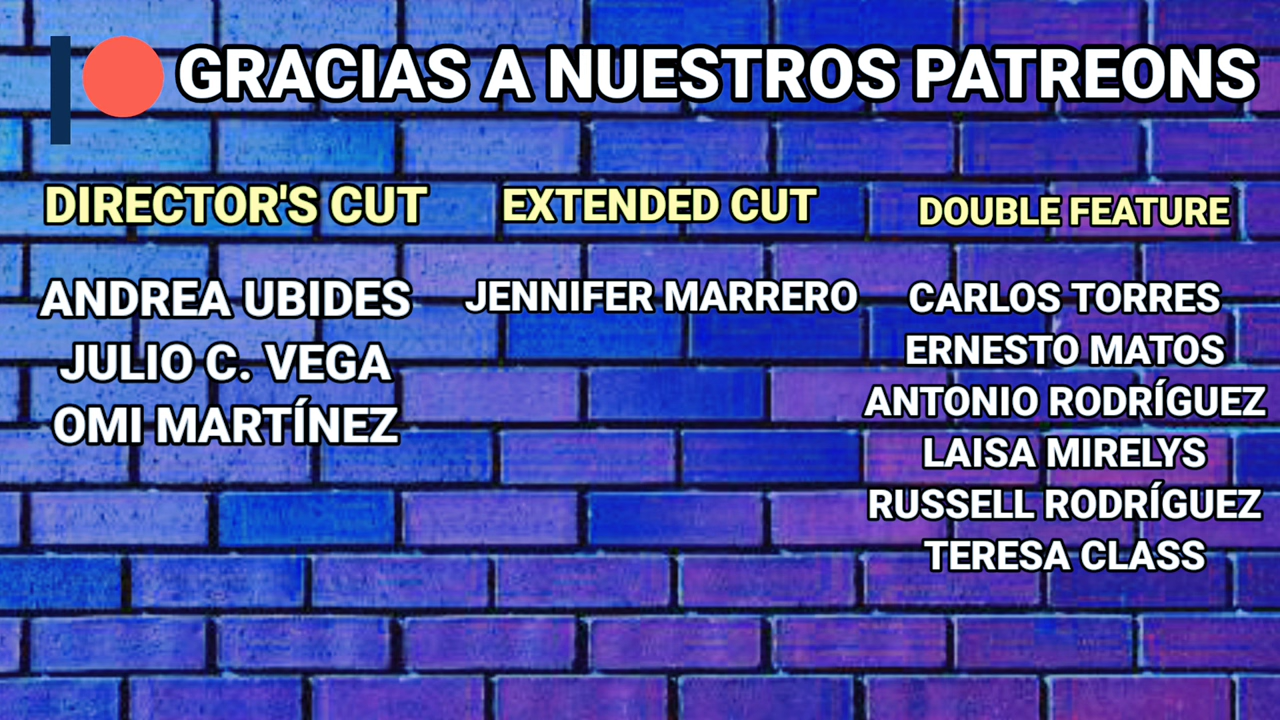 GRACIAS A NUESTROS PATREONS
DIRECTOR'S CUT
ANDREA UBIDES
JULIO C. VEGA
OMI MARTÍNEZ
EXTENDED CUT
JENNIFER MARRERO
DOUBLE FEATURE
CARLOS TORRES
ERNESTO MATOS
ANTONIO RODRÍGUEZ
LAISA MIRELYS
RUSSELL RODRÍGUEZ
TERESA CLASS